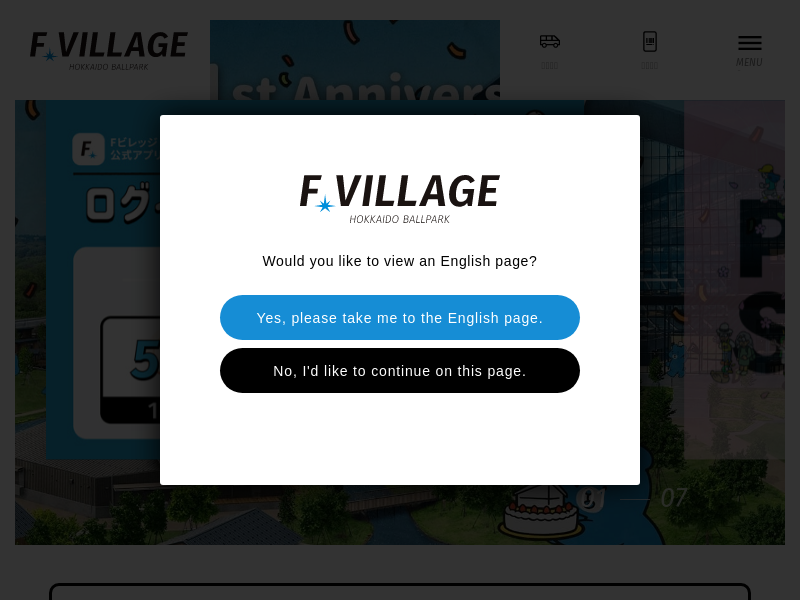 F VILLAGE
HOKKAIDO BALLPARK
MENU
st Annivers
Fビレッジ
公式アプ
ログ
5
1
F VILLAGE
HOKKAIDO BALLPARK
Would you like to view an English page?
Yes, please take me to the English page.
No, I'd like to continue on this page.
07